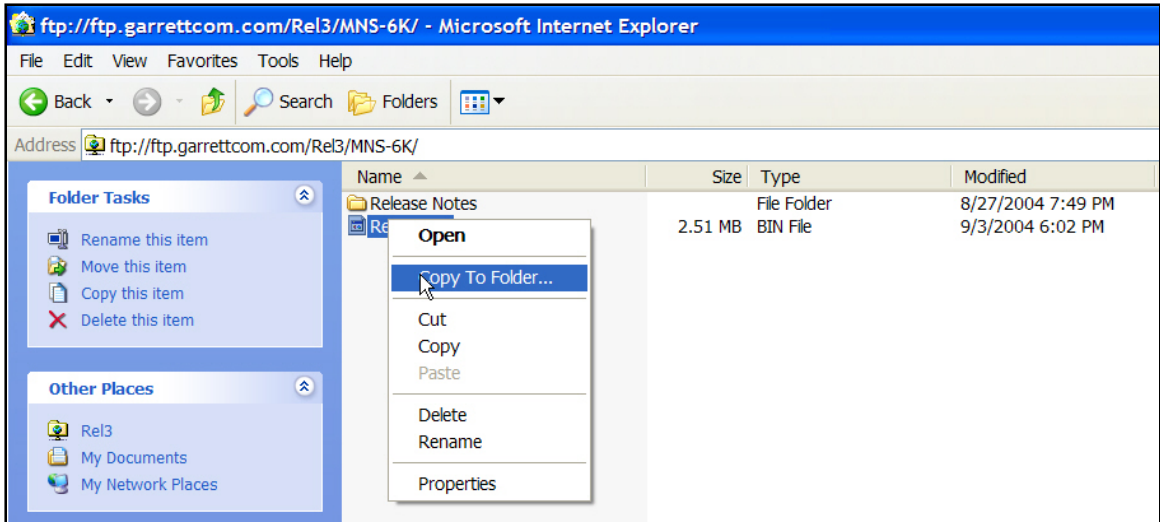 ftp://ftp.garrettcom.com/Rel3/MNS-6K/ - Microsoft Internet Explorer
File Edit View Favorites Tools Help
Back Search Folders
Address ftp://ftp.garrettcom.com/Rel3/MNS-6K/
Name Size Type Modified
Folder Tasks
Rename this item
Move this item
Copy this item
Delete this item
Other Places
Rel3
My Documents
My Network Places
Release Notes File Folder 8/27/2004 7:49 PM
Re 2.51 MB BIN File 9/3/2004 6:02 PM
Open
Copy To Folder...
Cut
Copy
Paste
Delete
Rename
Properties